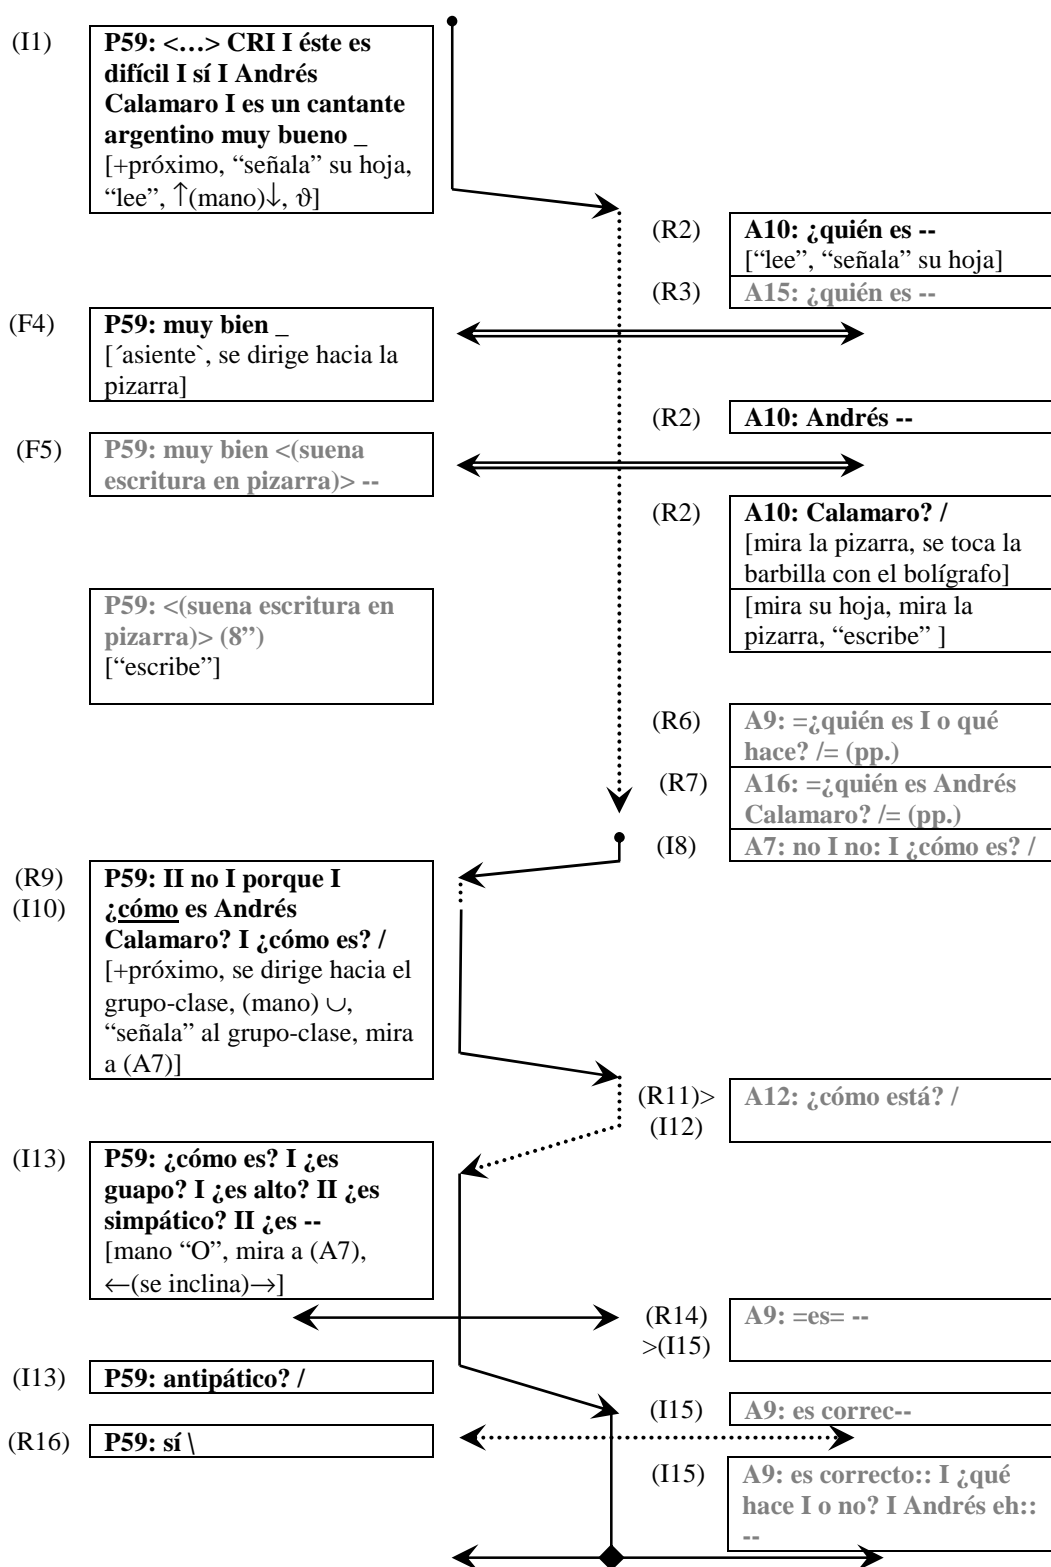 (I1)
P59: <…> CRI I éste es
difícil I sí I Andrés
Calamaro I es un cantante
argentino muy bueno _
[+próximo, “señala” su hoja,
“lee”, ↑(mano)↓, ϑ]
(R2)
A10: ¿quién es --
[“lee”, “señala” su hoja]
(R3)
A15: ¿quién es --
(F4)
P59: muy bien _
[´asiente`, se dirige hacia la
pizarra]
(R2)
A10: Andrés --
(F5)
P59: muy bien <(suena
escritura en pizarra)> --
(R2)
A10: Calamaro? /
[mira la pizarra, se toca la
barbilla con el bolígrafo]
[mira su hoja, mira la
pizarra, “escribe” ]
P59: <(suena escritura en
pizarra)> (8”)
[“escribe”]
(R6)
A9: =¿quién es I o qué
hace? /= (pp.)
(R7)
A16: =¿quién es Andrés
Calamaro? /= (pp.)
(I8)
A7: no I no: I ¿cómo es? /
(R9)
(I10)
P59: II no I porque I
¿cómo es Andrés
Calamaro? I ¿cómo es? /
[+próximo, se dirige hacia el
grupo-clase, (mano) ∪,
“señala” al grupo-clase, mira
a (A7)]
(R11)>
(I12)
A12: ¿cómo está? /
(I13)
P59: ¿cómo es? I ¿es
guapo? I ¿es alto? II ¿es
simpático? II ¿es --
[mano “O”, mira a (A7),
←(se inclina)→]
(R14)
>(I15)
A9: =es= --
(I13)
P59: antipático? /
(I15)
A9: es correc--
(R16)
P59: sí \
(I15)
A9: es correcto:: I ¿qué
hace I o no? I Andrés eh::
--